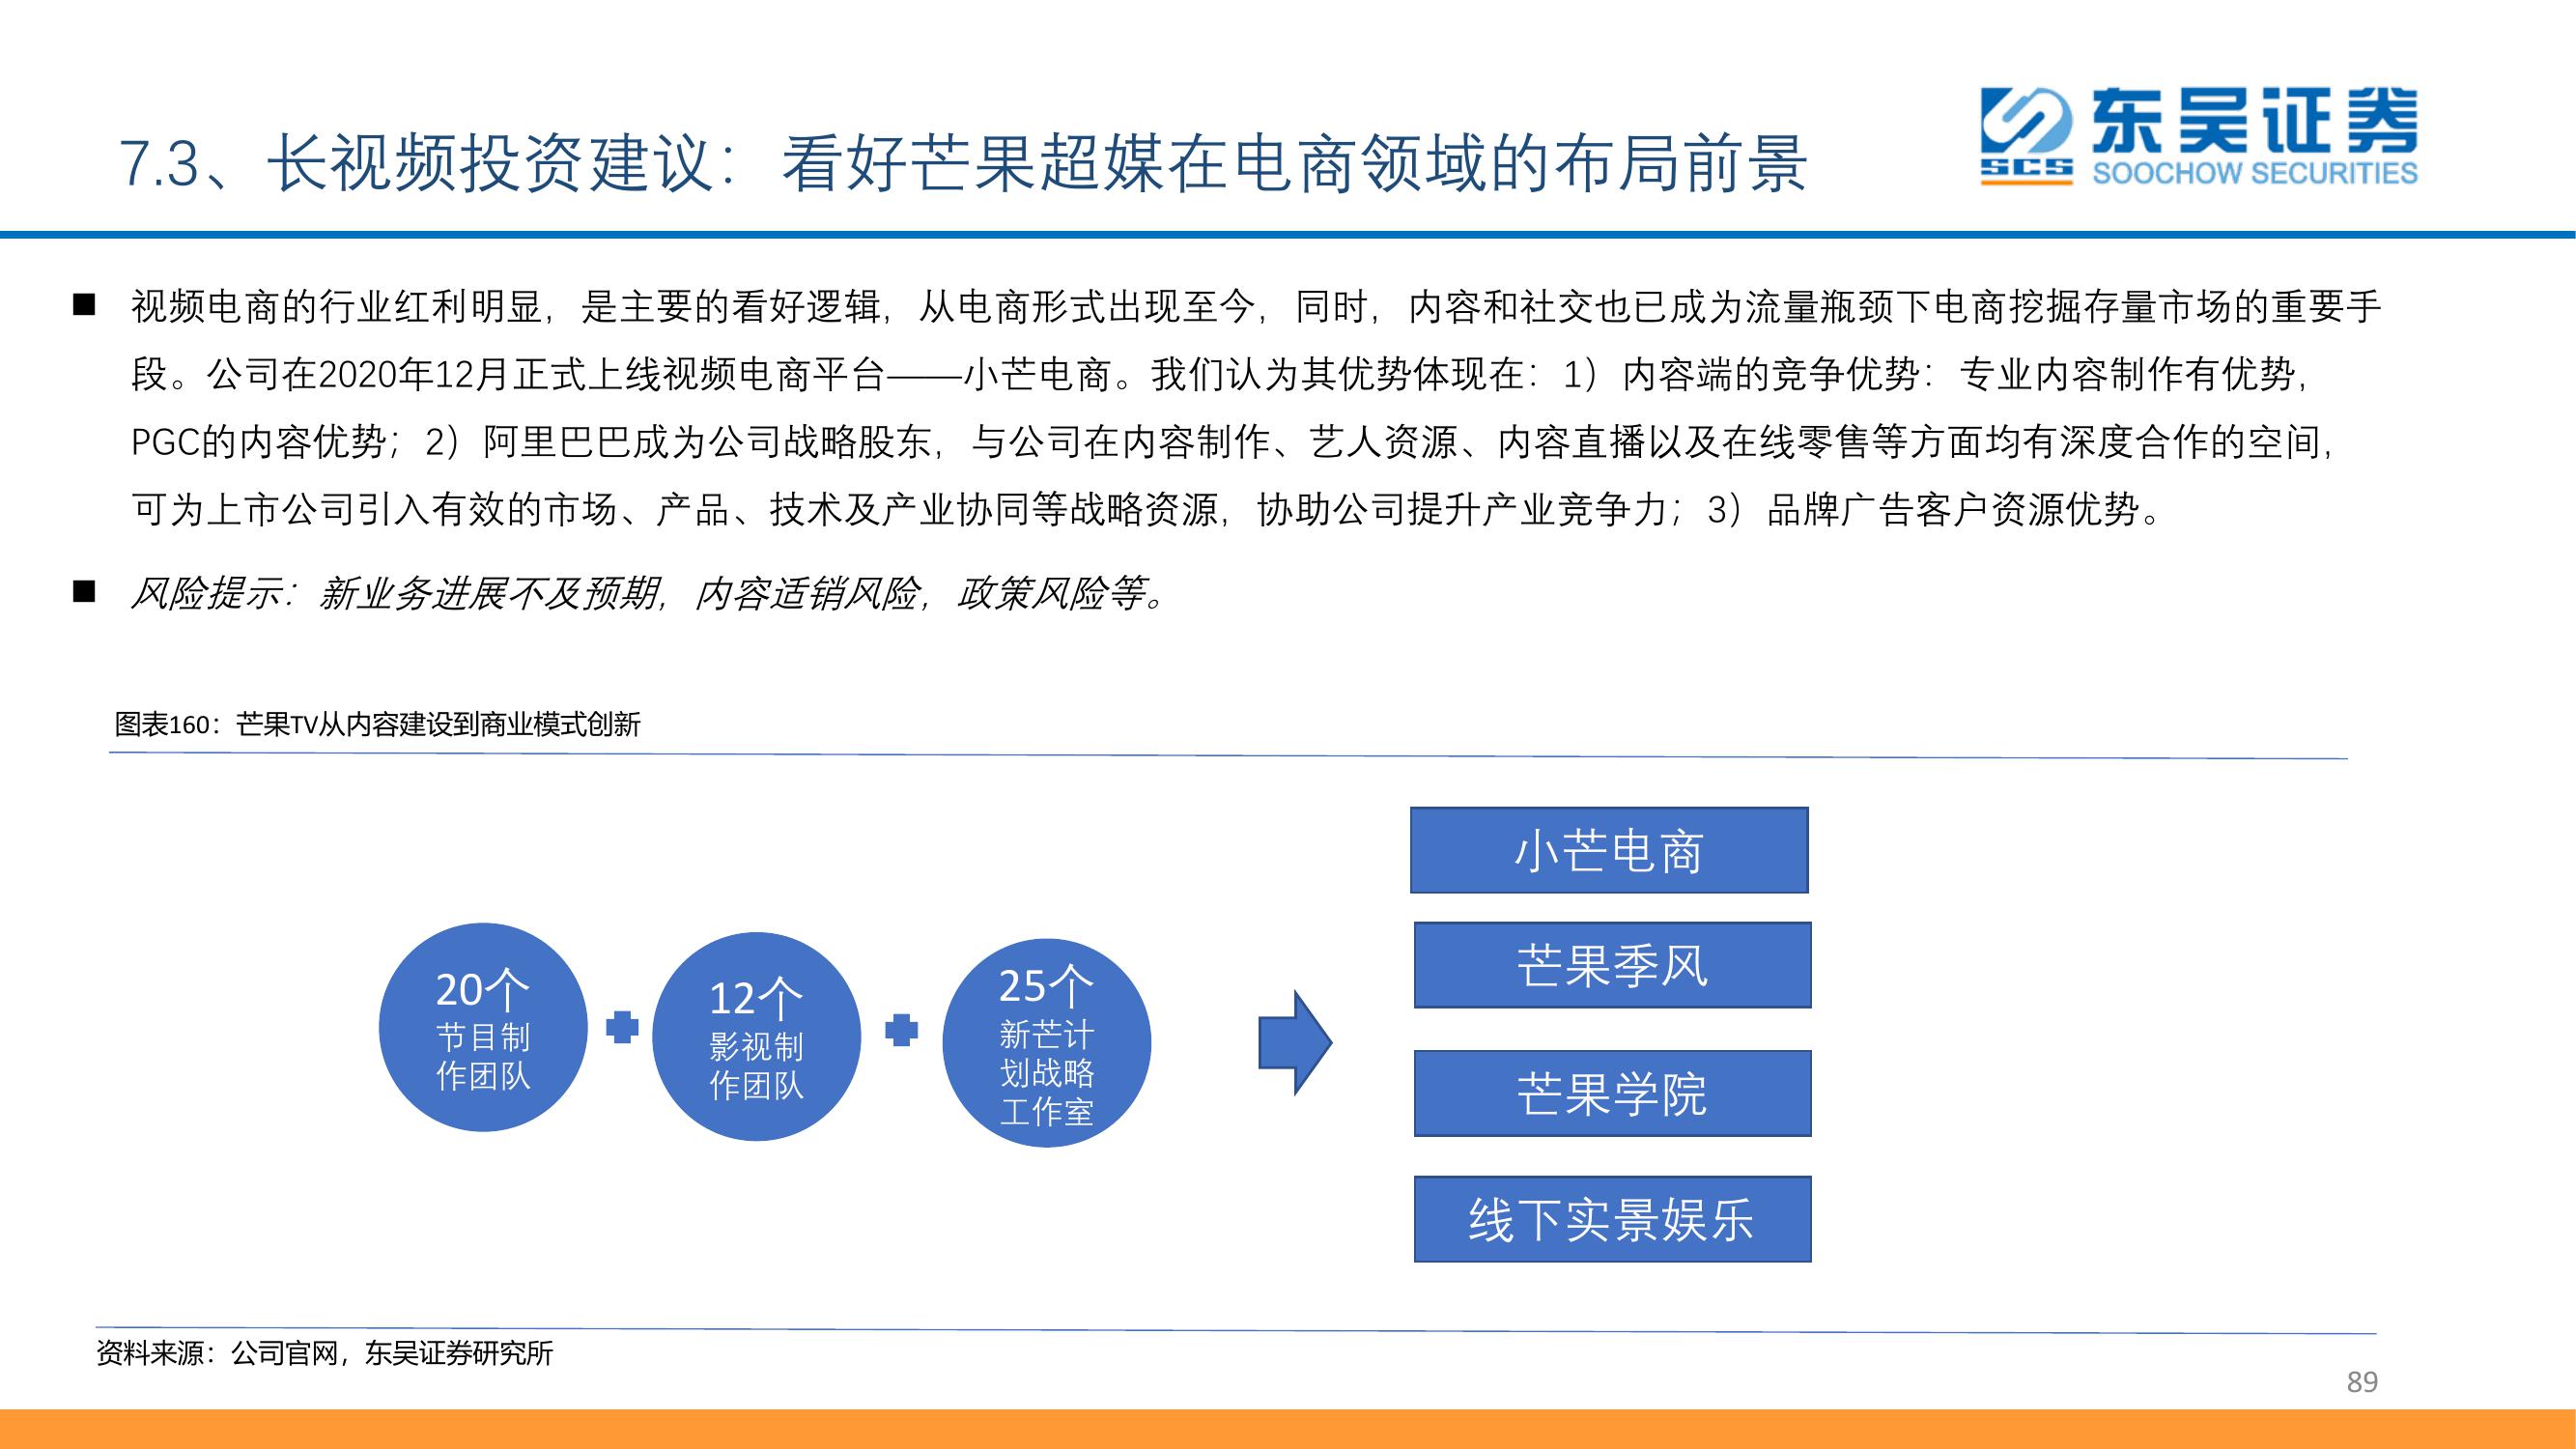 7.3、长视频投资建议：看好芒果超媒在电商领域的布局前景
东吴证券
SCS
SOOCHOW SECURITIES
■ 视频电商的行业红利明显，是主要的看好逻辑，从电商形式出现至今，同时，内容和社交也已成为流量瓶颈下电商挖掘存量市场的重要手
段。公司在2020年12月正式上线视频电商平台——小芒电商。我们认为其优势体现在：1）内容端的竞争优势：专业内容制作有优势，
PGC的内容优势；2）阿里巴巴成为公司战略股东，与公司在内容制作、艺人资源、内容直播以及在线零售等方面均有深度合作的空间，
可为上市公司引入有效的市场、产品、技术及产业协同等战略资源，协助公司提升产业竞争力；3）品牌广告客户资源优势。
■ 风险提示：新业务进展不及预期，内容适销风险，政策风险等。
图表160：芒果TV从内容建设到商业模式创新
20个
节目制
作团队
12个
影视制
作团队
25个
新芒计
划战略
工作室
小芒电商
芒果季风
芒果学院
线下实景娱乐
资料来源：公司官网，东吴证券研究所
89